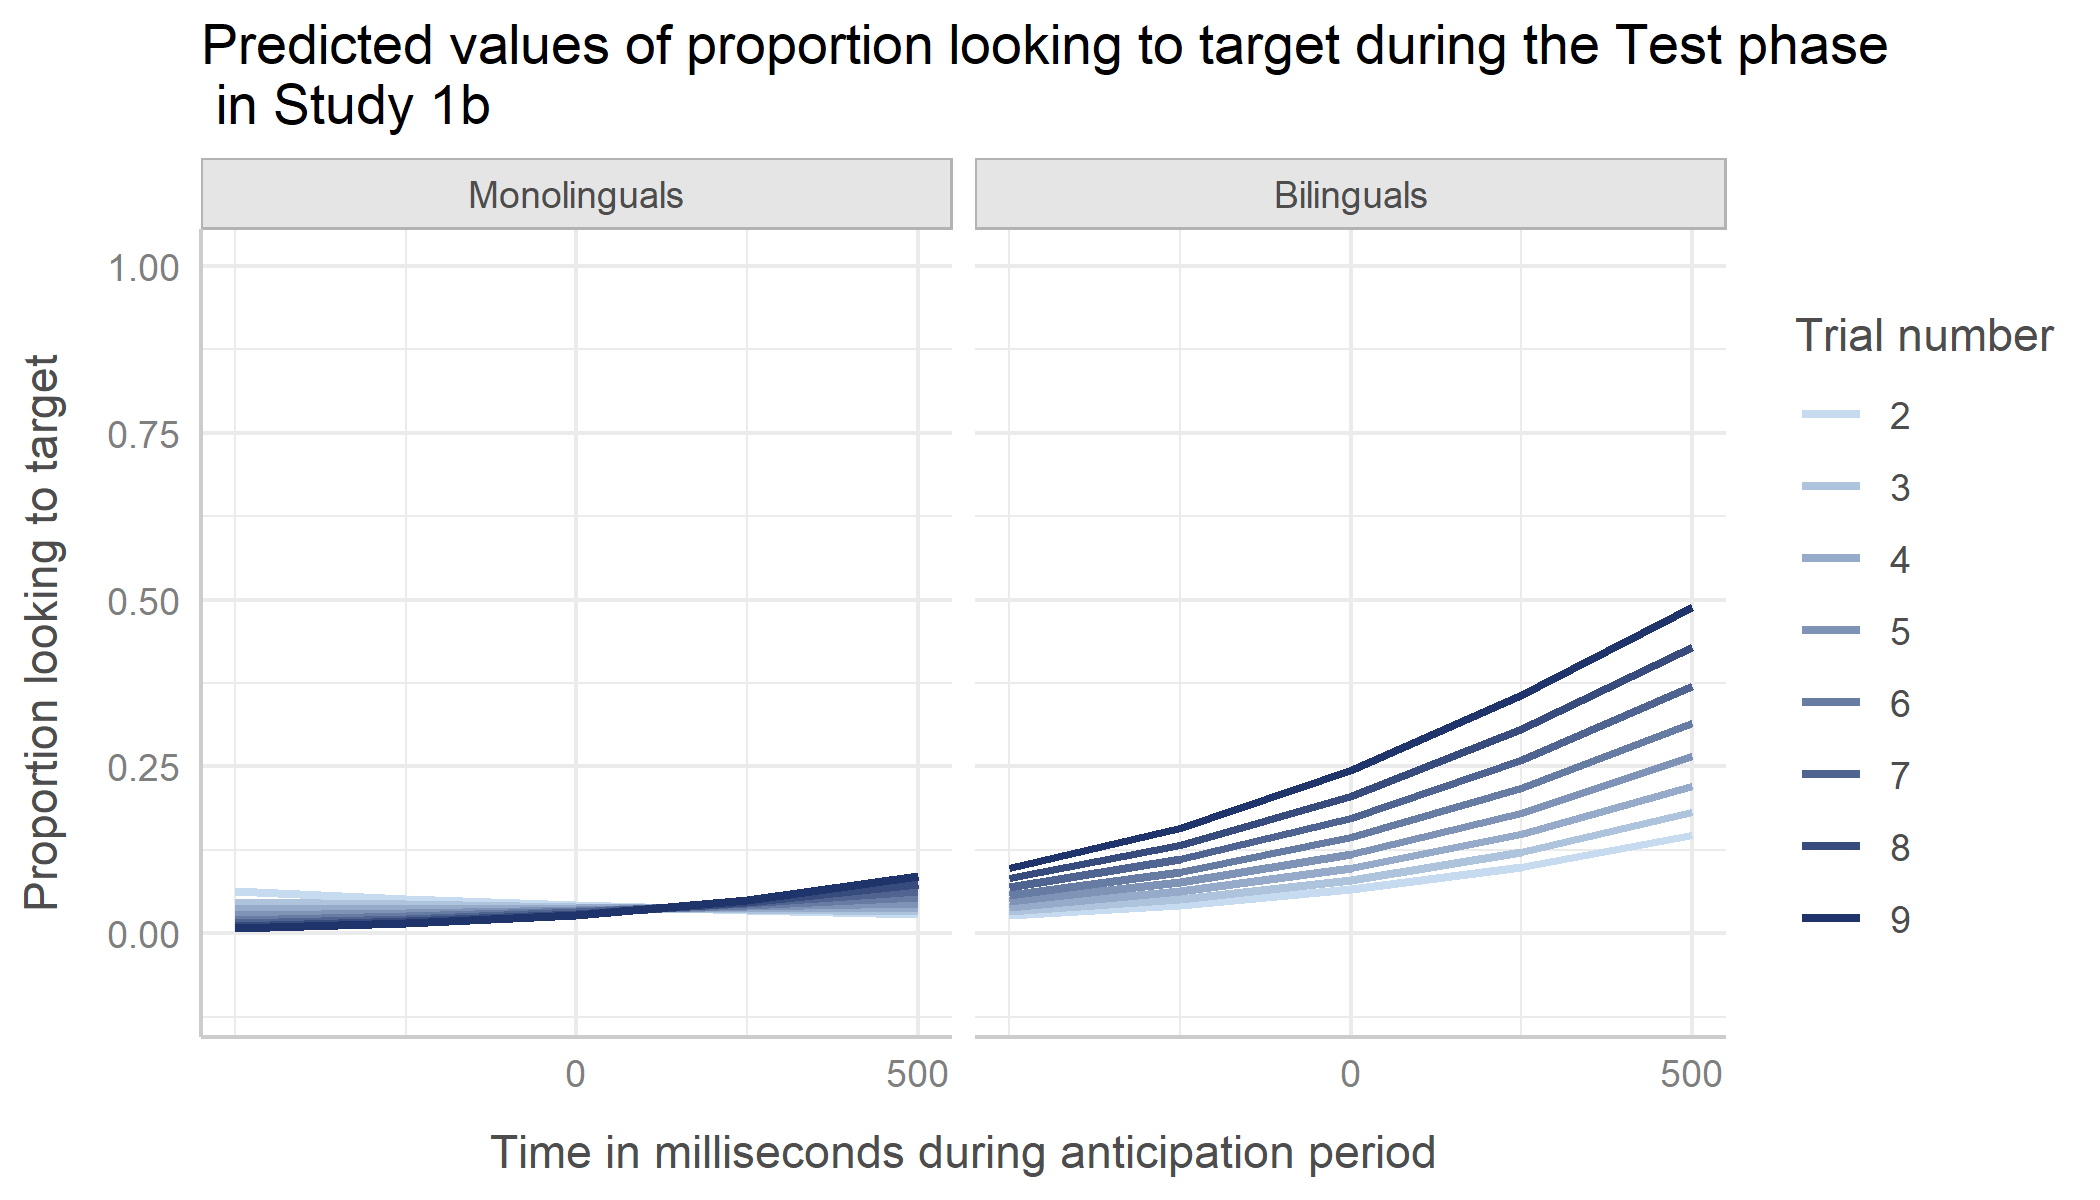 Predicted values of proportion looking to target during the Test phase
in Study 1b
Monolinguals
Bilinguals
Proportion looking to target
1.00
0.75
0.50
0.25
0.00
0
500
0
500
Time in milliseconds during anticipation period
Trial number
2
3
4
5
6
7
8
9